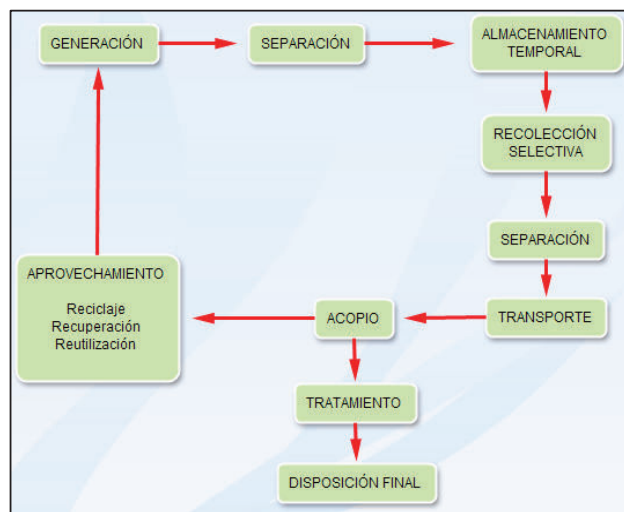 GENERACIÓN
SEPARACIÓN
ALMACENAMIENTO
TEMPORAL
RECOLECCIÓN
SELECTIVA
SEPARACIÓN
TRANSPORTE
ACOPIO
APROVECHAMIENTO
Reciclaje
Recuperación
Reutilización
TRATAMIENTO
DISPOSICIÓN FINAL